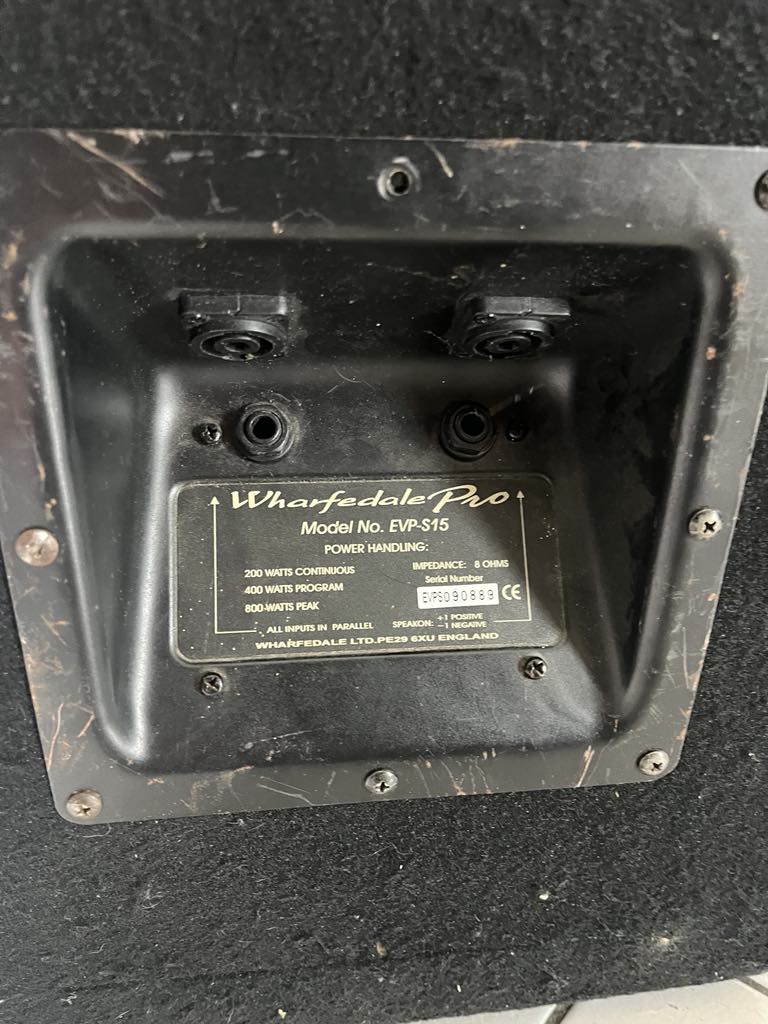 Wharfedale Pro
Model No. EVP-S15
POWER HANDLING:
200 WATTS CONTINUOUS
400 WATTS PROGRAM
800 WATTS PEAK
IMPEDANCE: 8 OHMS
Serial Number
EVPS090889 CE
ALL INPUTS IN PARALLEL
SPEAKON: +1 POSITIVE
−1 NEGATIVE
WHARFEDALE LTD.PE29 6XU ENGLAND